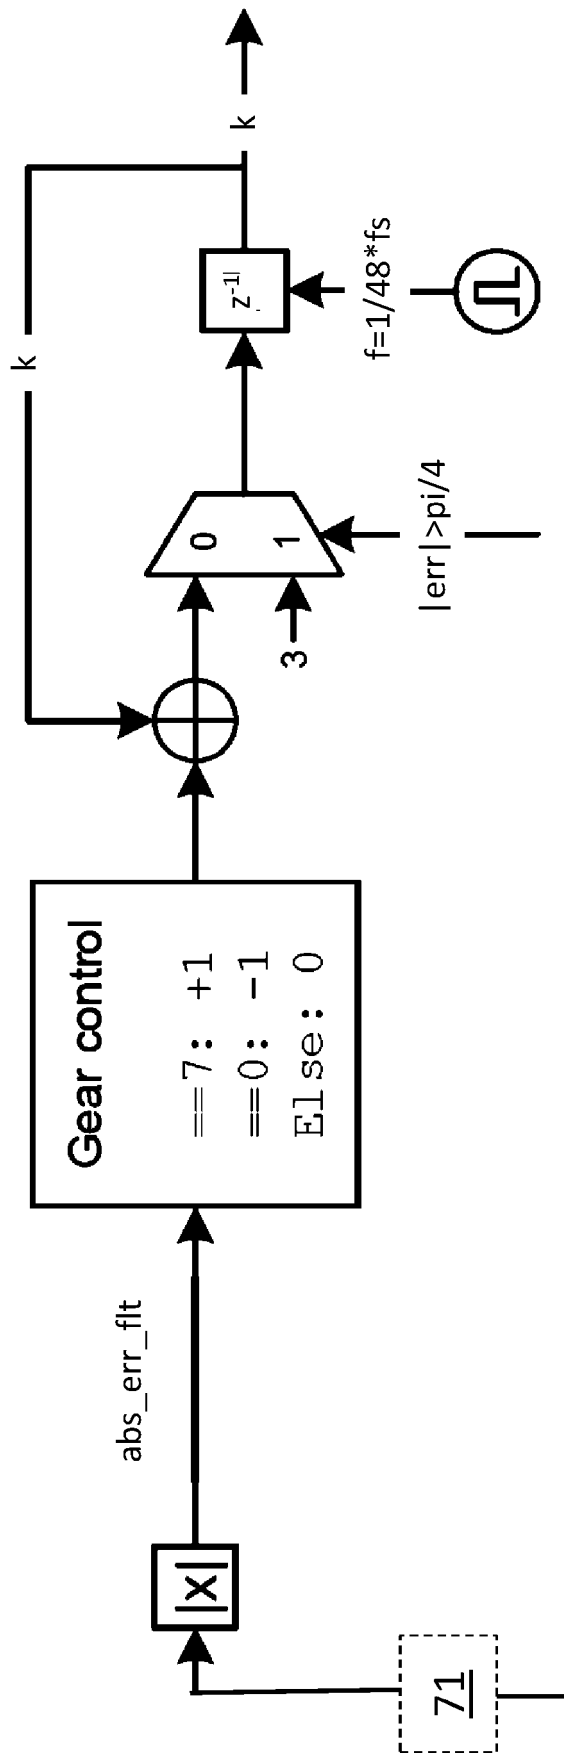 71
|x|
abs_err_flt
Gear control
==7: +1
==0: -1
Else: 0
k
0
1
3
|err|>pi/4
z-1
f=1/48*fs
k